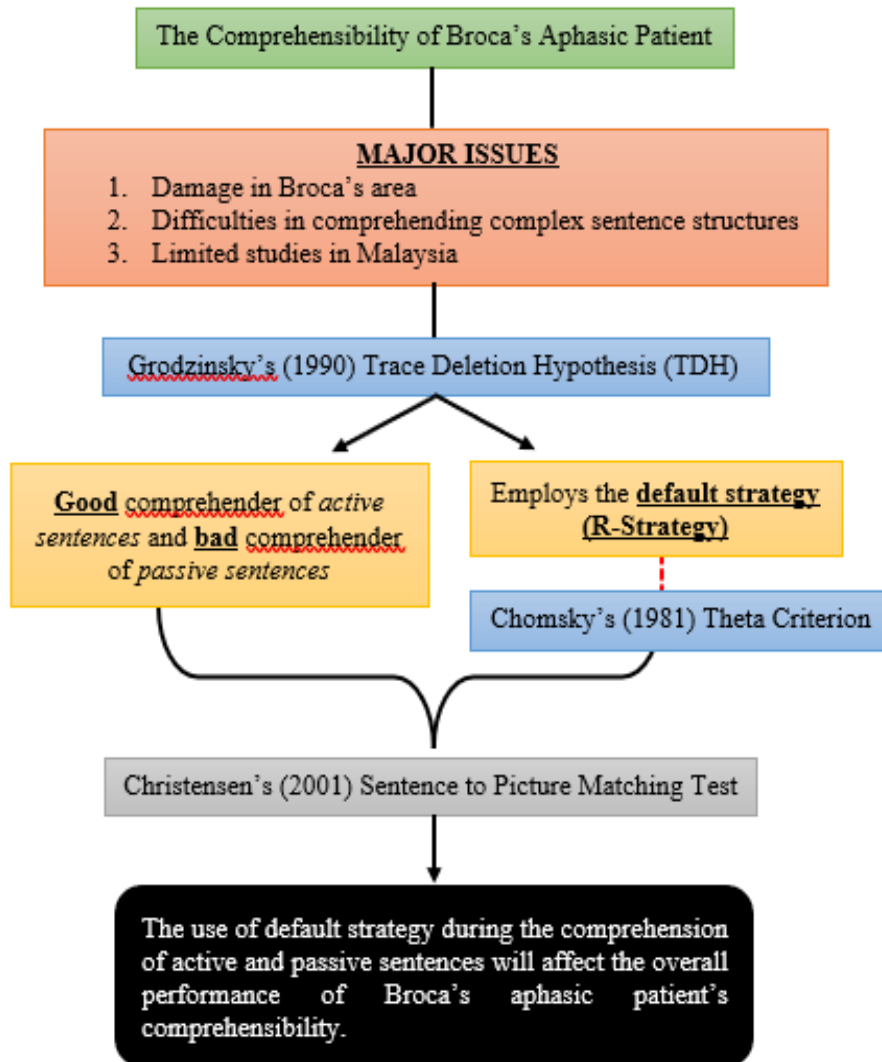 The Comprehensibility of Broca's Aphasic Patient
MAJOR ISSUES
1. Damage in Broca's area
2. Difficulties in comprehending complex sentence structures
3. Limited studies in Malaysia
Grodzinsky's (1990) Trace Deletion Hypothesis (TDH)
Good comprehender of active
sentences and bad comprehender
of passive sentences
Employs the default strategy
(R-Strategy)
Chomsky's (1981) Theta Criterion
Christensen's (2001) Sentence to Picture Matching Test
The use of default strategy during the comprehension
of active and passive sentences will affect the overall
performance of Broca's aphasic patient's
comprehensibility.